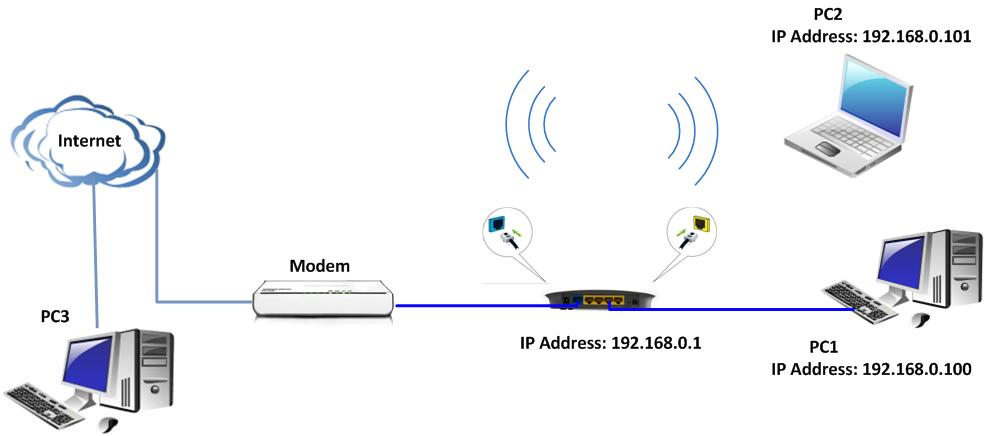 PC2
IP Address: 192.168.0.101
Internet
Modem
PC3
IP Address: 192.168.0.1
PC1
IP Address: 192.168.0.100